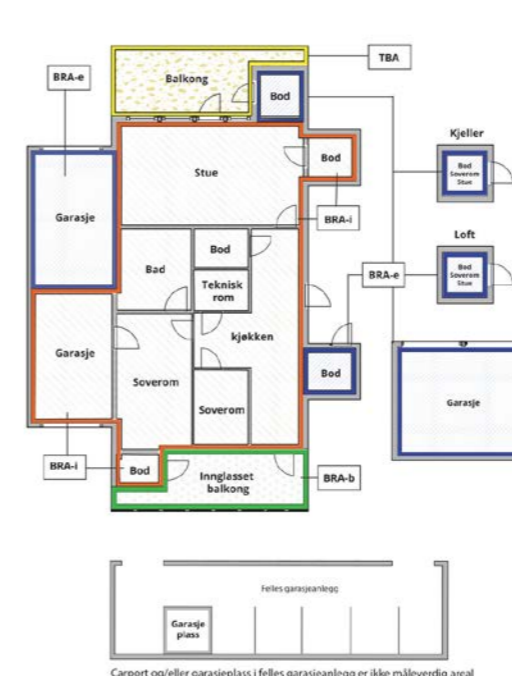 TBA
BRA-e
Balkong
Bod
Kjeller
Bod
Soverom
Stue
Stue
Bod
Garasje
BRA-i
Loft
Bod
Bad
Teknisk
rom
BRA-e
Bod
Soverom
Stue
kjøkken
Garasje
Soverom
Bod
Soverom
Garasje
BRA-i
Bod
Innglasset
balkong
BRA-b
Felles garasjeanlegg
Garasje
plass
Carport og/eller garasjeplass i felles garasjeanlegg er ikke måleverdig areal